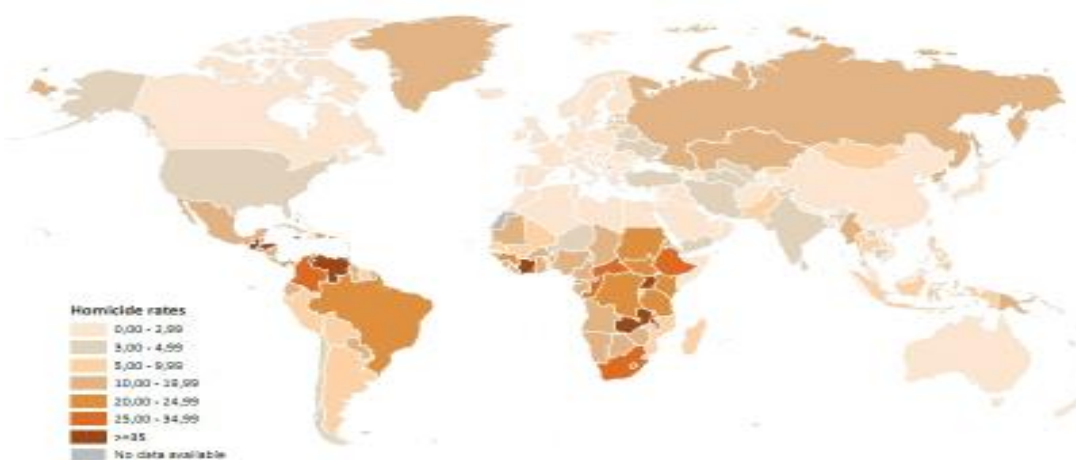 Homicide rates
0,00 - 2,99
3,00 - 4,99
5,00 - 9,99
10,00 - 19,99
20,00 - 24,99
25,00 - 34,99
>=35
No data available